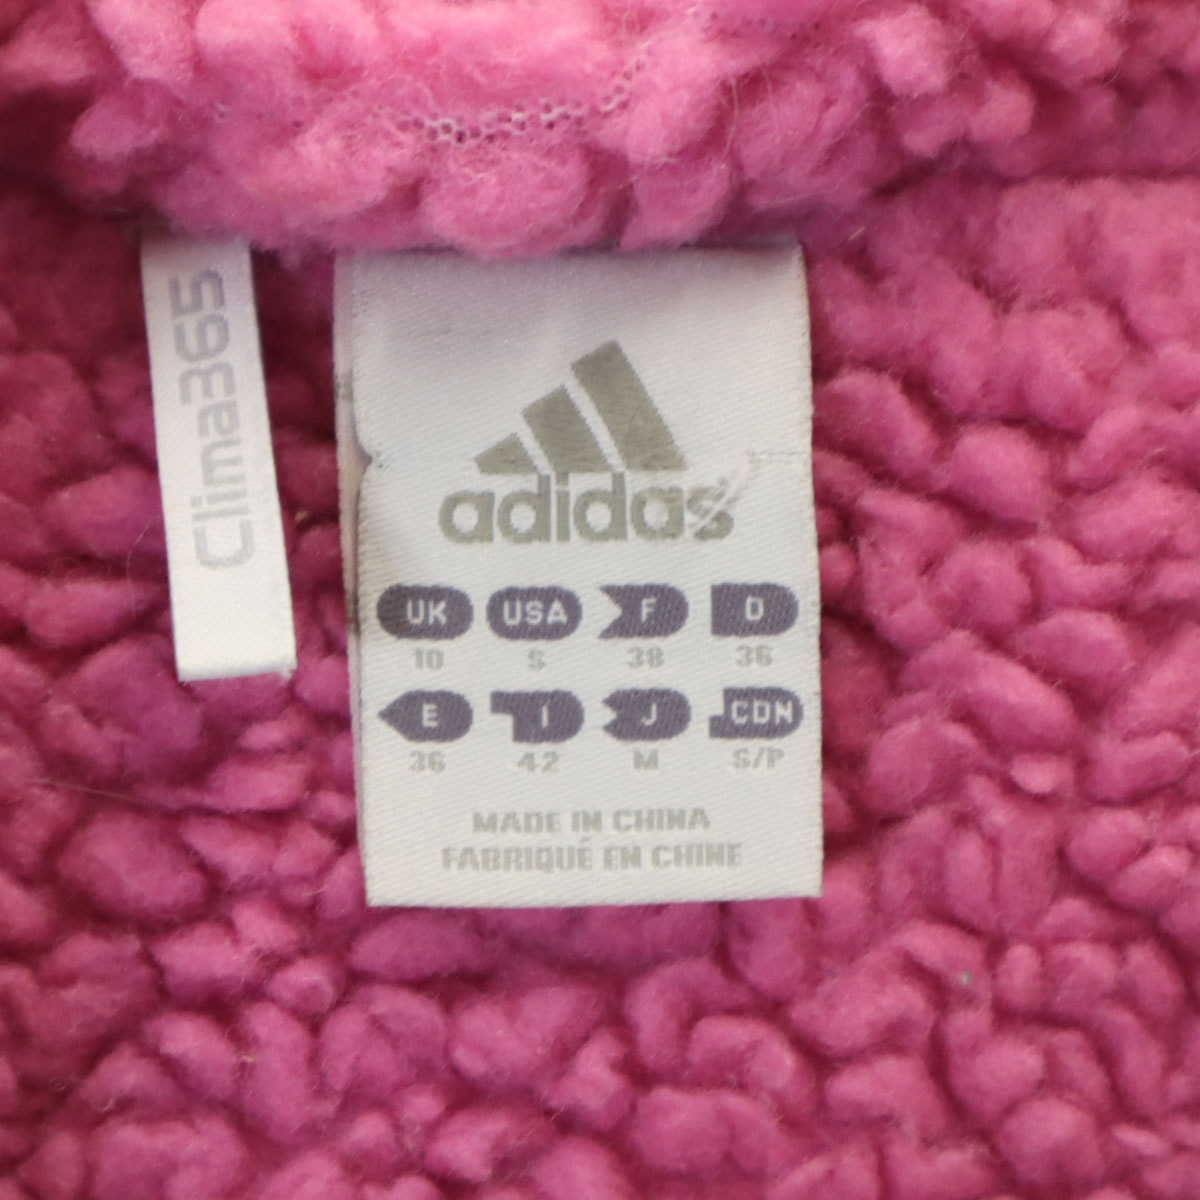 Clima365
adidas
UK USA F D
10 S 38 36
E I J CDN
36 42 M S/P
MADE IN CHINA
FABRIQUÉ EN CHINE